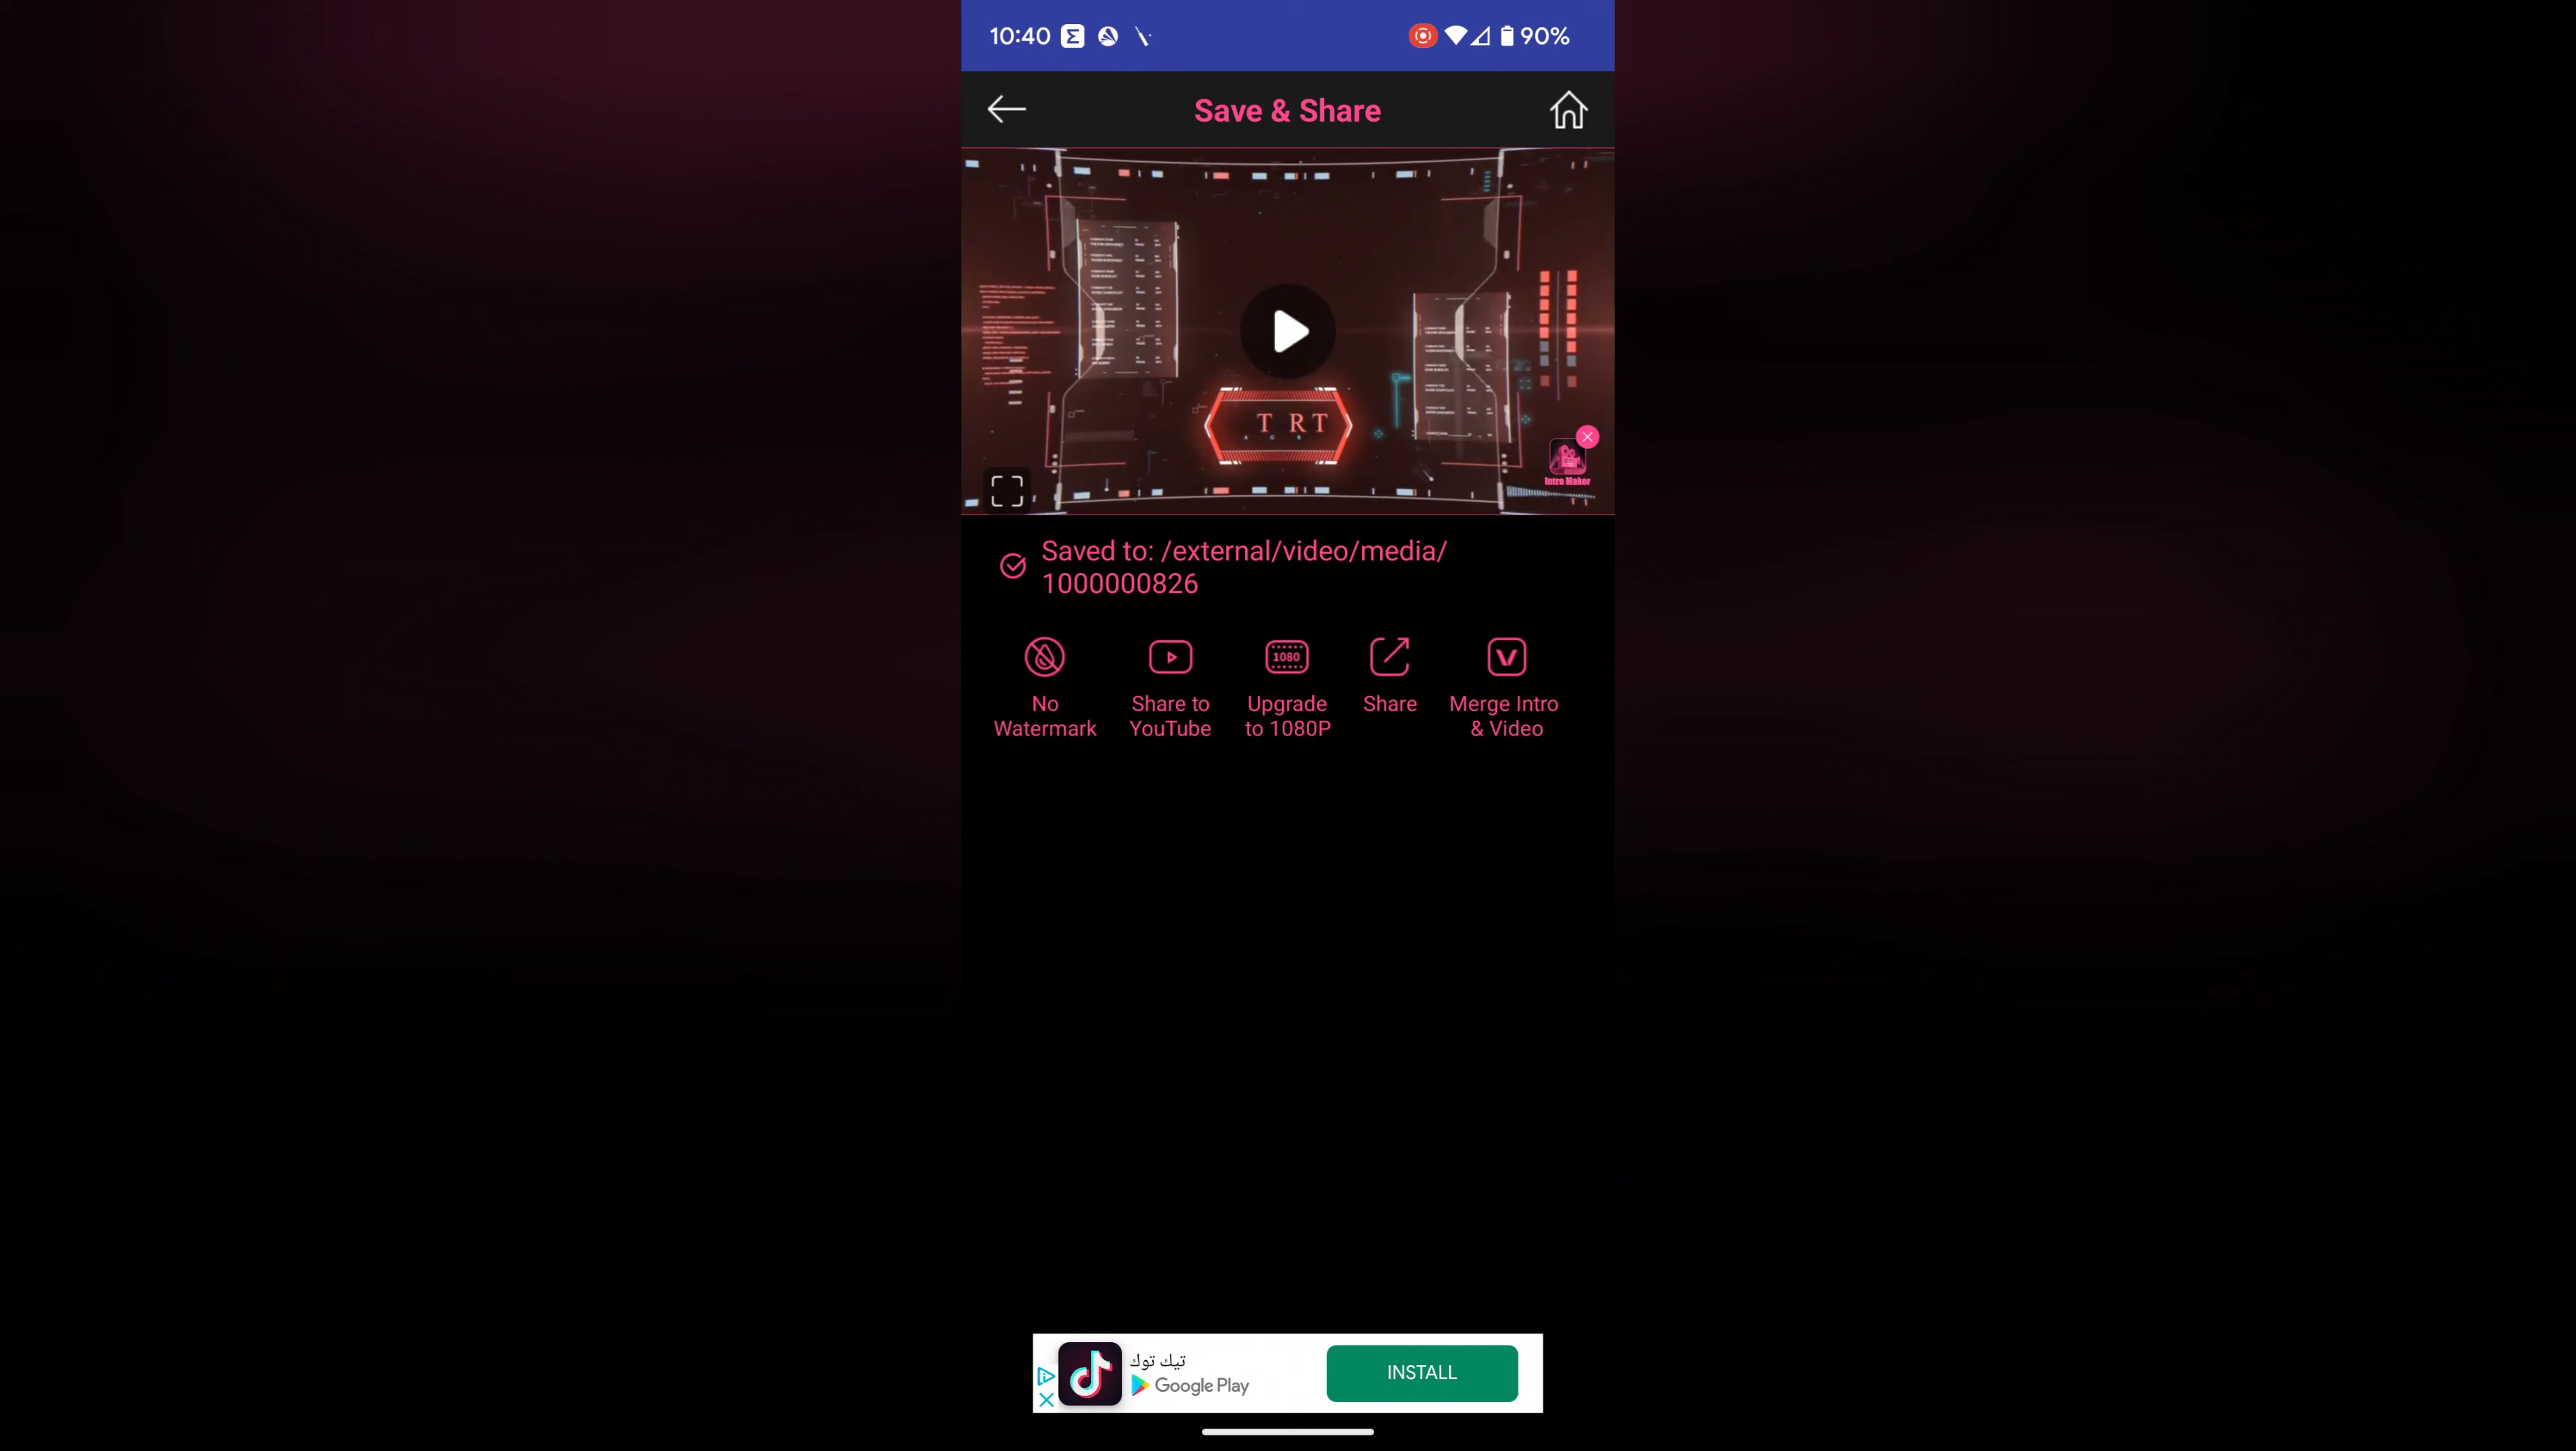 10:40
90%
Save & Share
T RT
Intro Maker
Saved to: /external/video/media/
1000000826
1080
No
Watermark
Share to
YouTube
Upgrade
to 1080P
Share
Merge Intro
& Video
تيك توك
Google Play
INSTALL